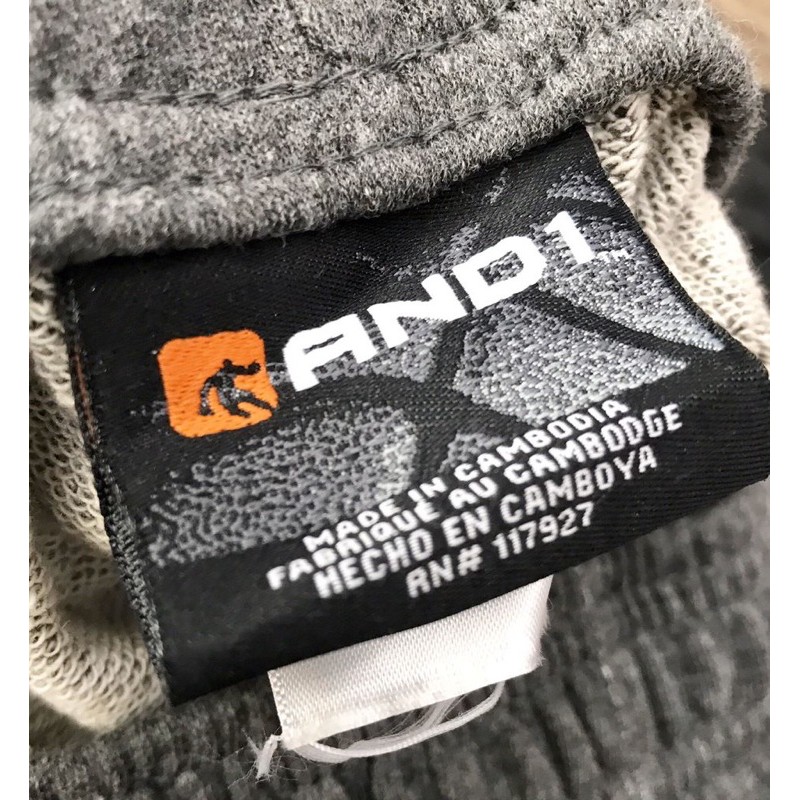 AND1™
MADE IN CAMBODIA
FABRIQUÉ AU CAMBODGE
HECHO EN CAMBOYA
RN# 117927